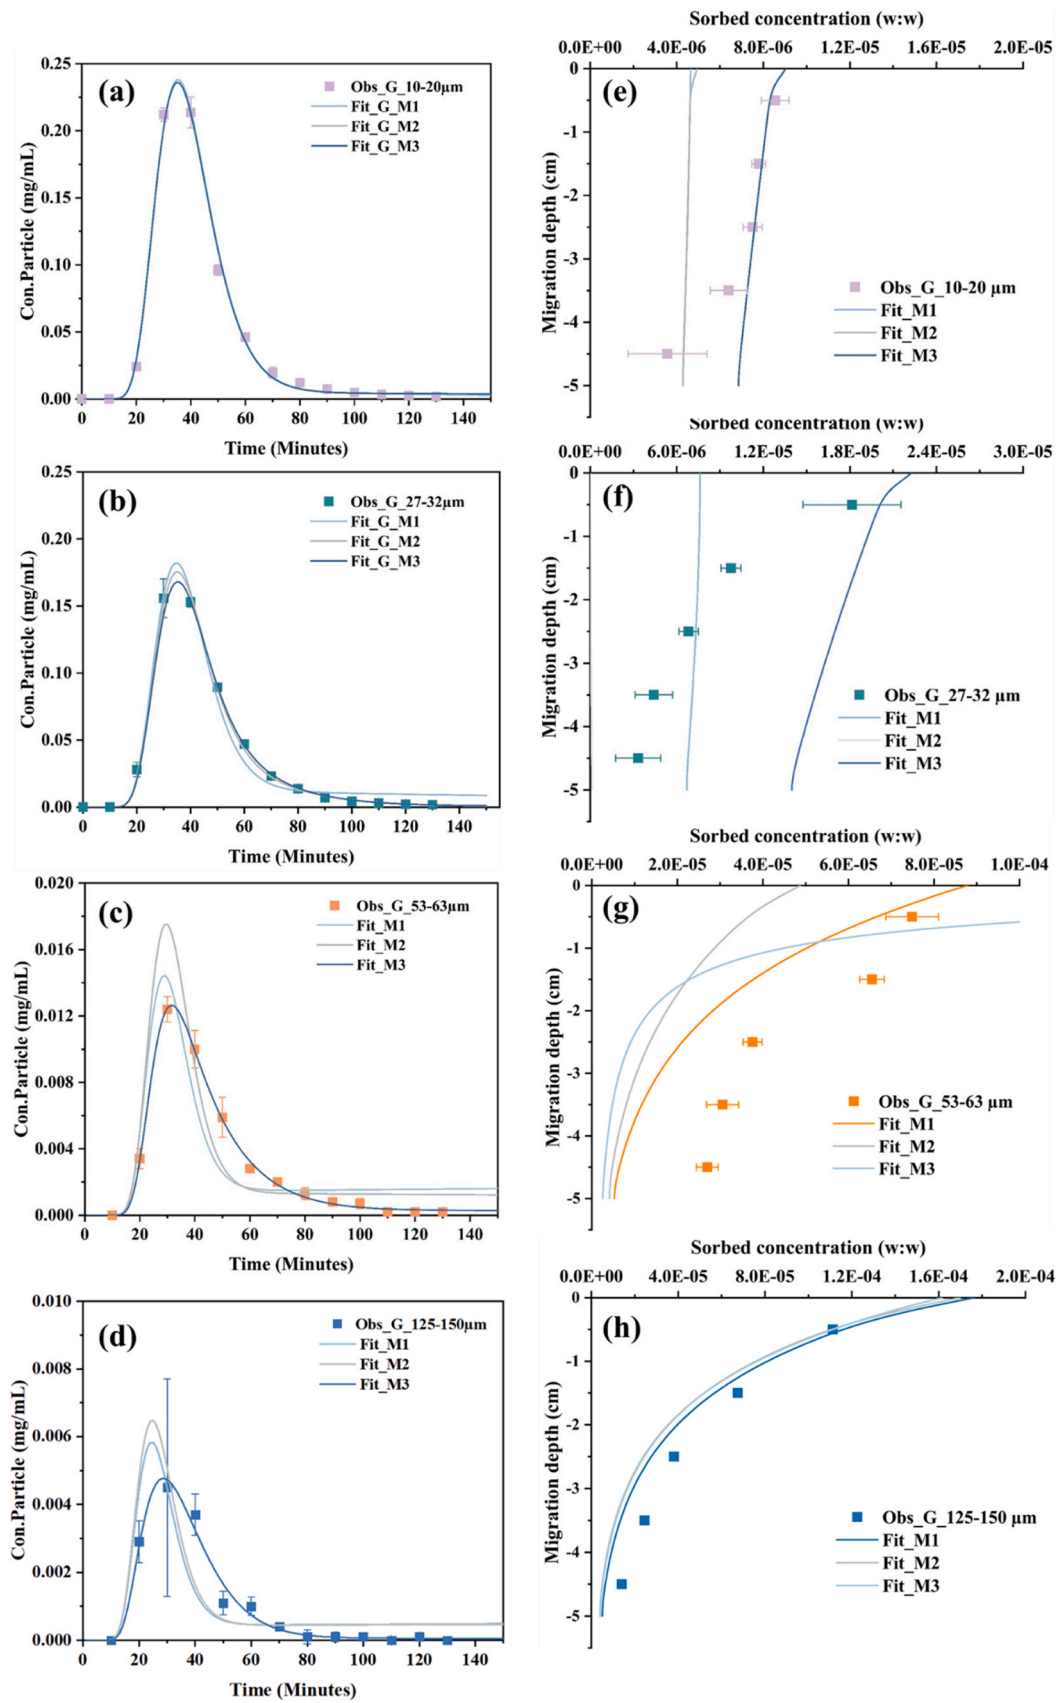 (a)
Con.Particle (mg/mL)
0.25
0.20
0.15
0.10
0.05
0.00
Obs_G_10-20μm
Fit_G_M1
Fit_G_M2
Fit_G_M3
0 20 40 60 80 100 120 140
Time (Minutes)
Sorbed concentration (w:w)
0.0E+00 4.0E-06 8.0E-06 1.2E-05 1.6E-05 2.0E-05
(e)
Migration depth (cm)
0
-1
-2
-3
-4
-5
Obs_G_10-20 μm
Fit_M1
Fit_M2
Fit_M3
(b)
Con.Particle (mg/mL)
0.25
0.20
0.15
0.10
0.05
0.00
Obs_G_27-32μm
Fit_G_M1
Fit_G_M2
Fit_G_M3
0 20 40 60 80 100 120 140
Time (Minutes)
Sorbed concentration (w:w)
0.0E+00 6.0E-06 1.2E-05 1.8E-05 2.4E-05 3.0E-05
(f)
Migration depth (cm)
0
-1
-2
-3
-4
-5
Obs_G_27-32 μm
Fit_M1
Fit_M2
Fit_M3
(c)
Con.Particle (mg/mL)
0.020
0.016
0.012
0.008
0.004
0.000
Obs_G_53-63μm
Fit_M1
Fit_M2
Fit_M3
0 20 40 60 80 100 120 140
Time (Minutes)
Sorbed concentration (w:w)
0.0E+00 2.0E-05 4.0E-05 6.0E-05 8.0E-05 1.0E-04
(g)
Migration depth (cm)
0
-1
-2
-3
-4
-5
Obs_G_53-63 μm
Fit_M1
Fit_M2
Fit_M3
(d)
Con.Particle (mg/mL)
0.010
0.008
0.006
0.004
0.002
0.000
Obs_G_125-150μm
Fit_M1
Fit_M2
Fit_M3
0 20 40 60 80 100 120 140
Time (Minutes)
Sorbed concentration (w:w)
0.0E+00 4.0E-05 8.0E-05 1.2E-04 1.6E-04 2.0E-04
(h)
Migration depth (cm)
0
-1
-2
-3
-4
-5
Obs_G_125-150 μm
Fit_M1
Fit_M2
Fit_M3